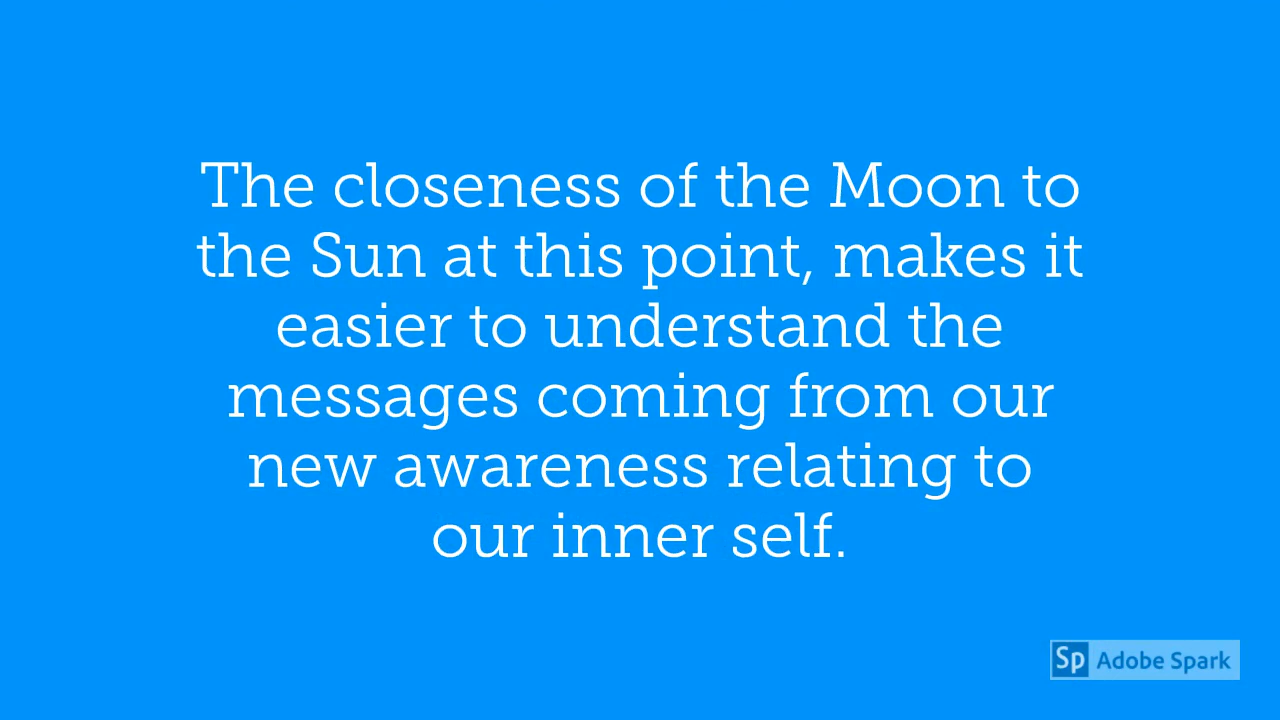 The closeness of the Moon to
the Sun at this point, makes it
easier to understand the
messages coming from our
new awareness relating to
our inner self.
Sp Adobe Spark